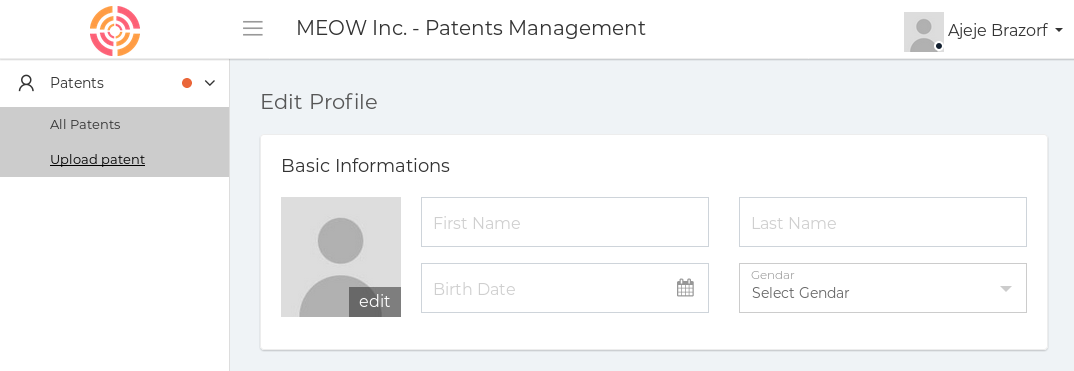 MEOW Inc. - Patents Management
Ajeje Brazorf
Patents
All Patents
Upload patent
Edit Profile
Basic Informations
First Name
Last Name
Birth Date
Gendar
Select Gendar
edit